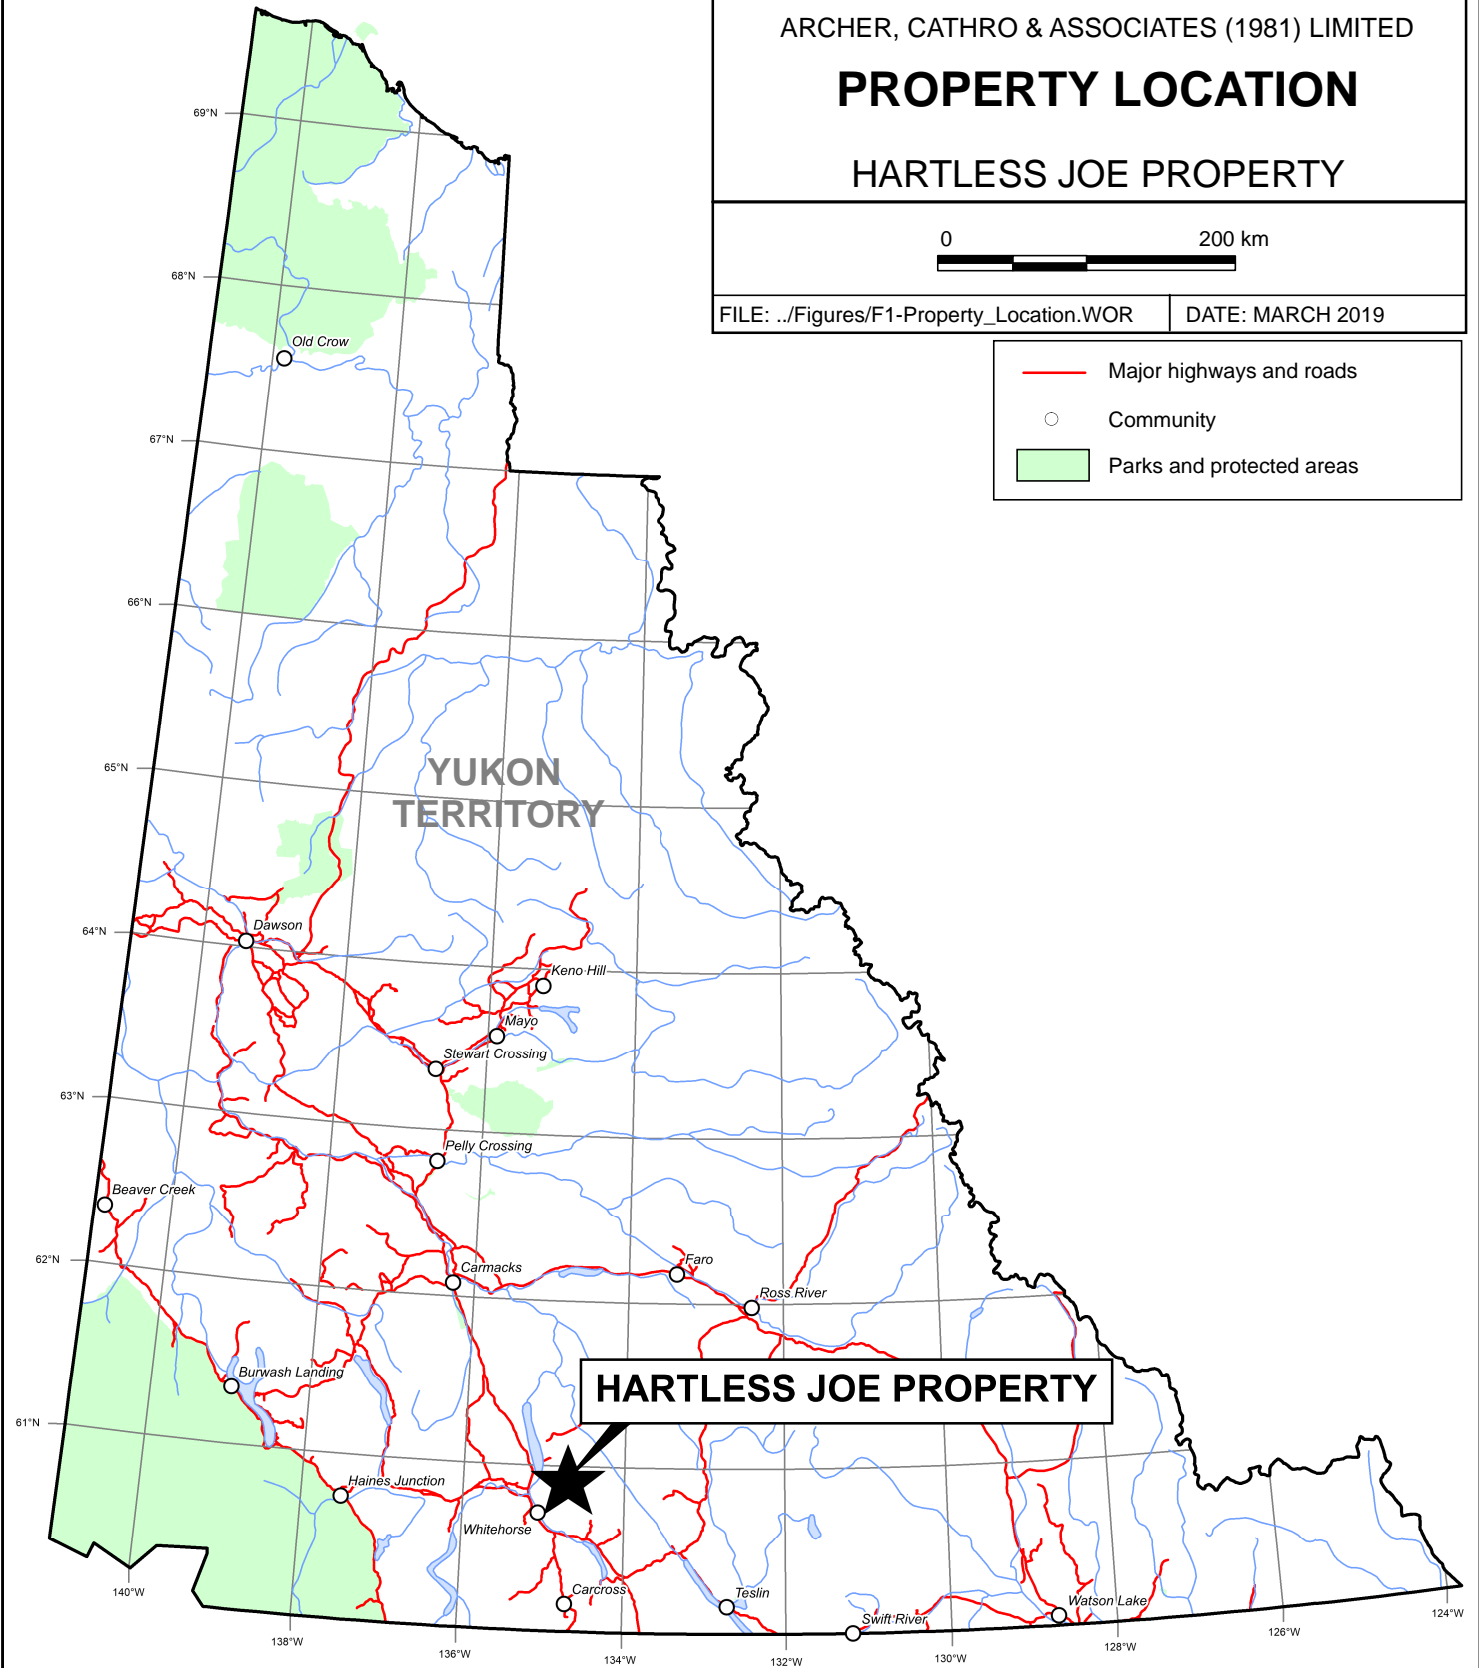 ARCHER, CATHRO & ASSOCIATES (1981) LIMITED
PROPERTY LOCATION
HARTLESS JOE PROPERTY
0 200 km
FILE: ../Figures/F1-Property_Location.WOR DATE: MARCH 2019
Major highways and roads
Community
Parks and protected areas
69°N
68°N
Old Crow
67°N
66°N
65°N
YUKON
TERRITORY
64°N
Dawson
Keno Hill
Mayo
Stewart Crossing
63°N
Pelly Crossing
Beaver Creek
62°N
Carmacks
Faro
Ross River
Burwash Landing
HARTLESS JOE PROPERTY
61°N
Haines Junction
Whitehorse
Carcross
Teslin
Swift River
Watson Lake
140°W
138°W
136°W
134°W
132°W
130°W
128°W
126°W
124°W